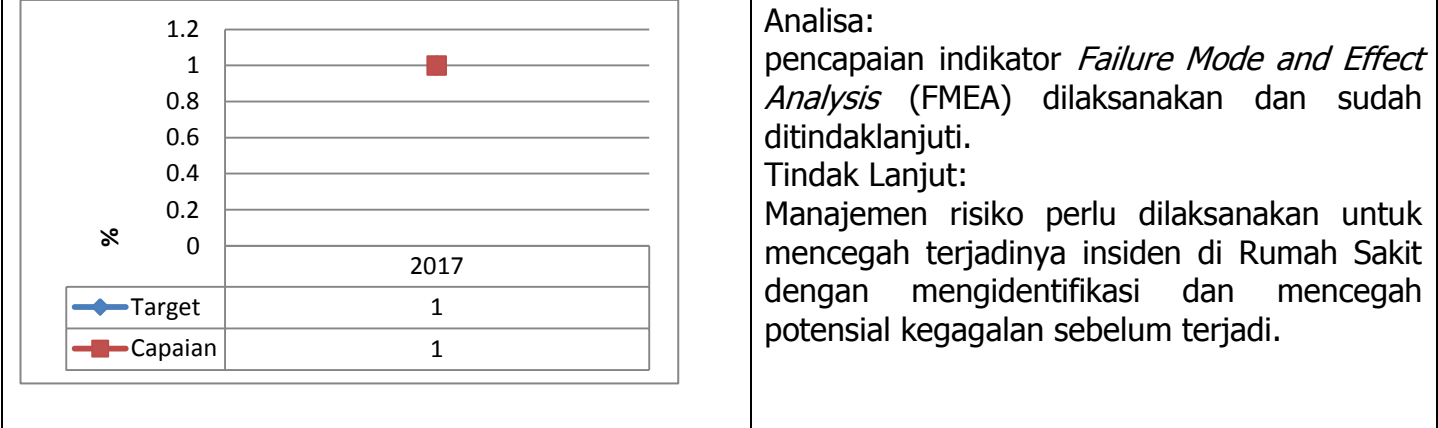 1.2
1
0.8
0.6
0.4
0.2
0
%
2017
Target 1
Capaian 1
Analisa:
pencapaian indikator Failure Mode and Effect
Analysis (FMEA) dilaksanakan dan sudah
ditindaklanjuti.
Tindak Lanjut:
Manajemen risiko perlu dilaksanakan untuk
mencegah terjadinya insiden di Rumah Sakit
dengan mengidentifikasi dan mencegah
potensial kegagalan sebelum terjadi.